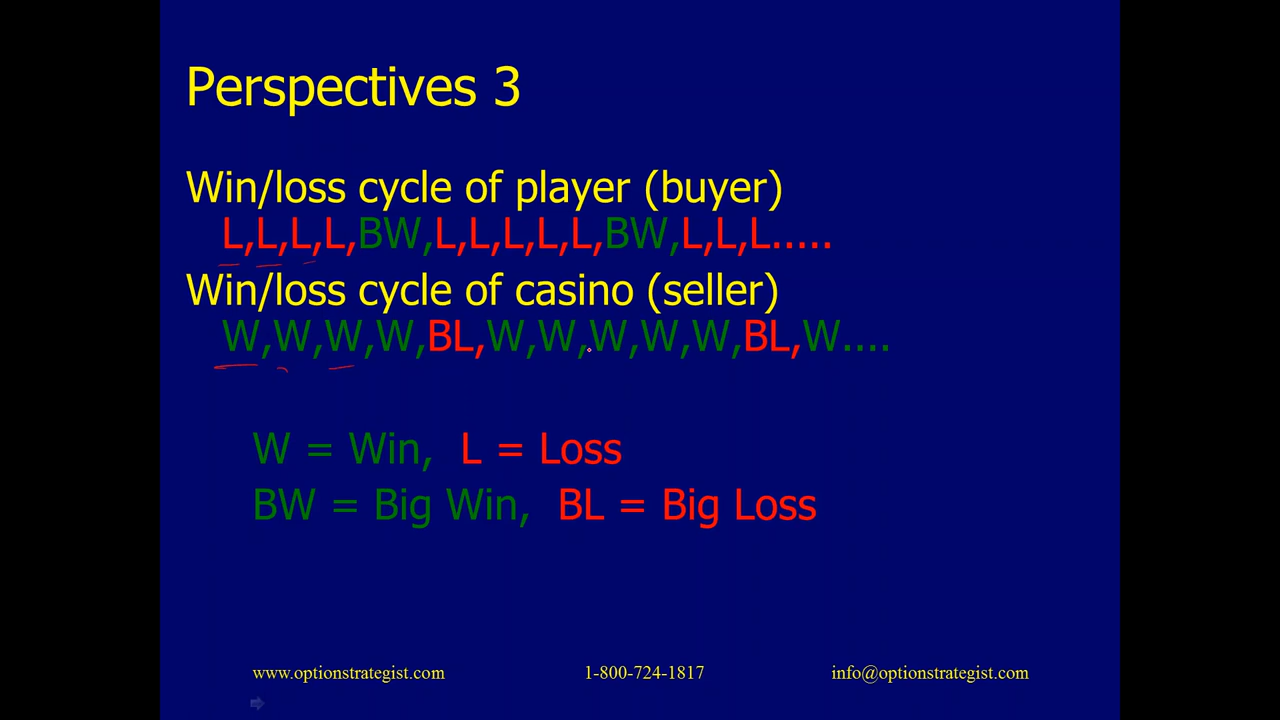 Perspectives 3
Win/loss cycle of player (buyer)
L,L,L,L,BW,L,L,L,L,L,BW,L,L,L.....
Win/loss cycle of casino (seller)
W,W,W,W,BL,W,W,W,W,W,BL,W....
W = Win, L = Loss
BW = Big Win, BL = Big Loss
www.optionstrategist.com 1-800-724-1817 info@optionstrategist.com